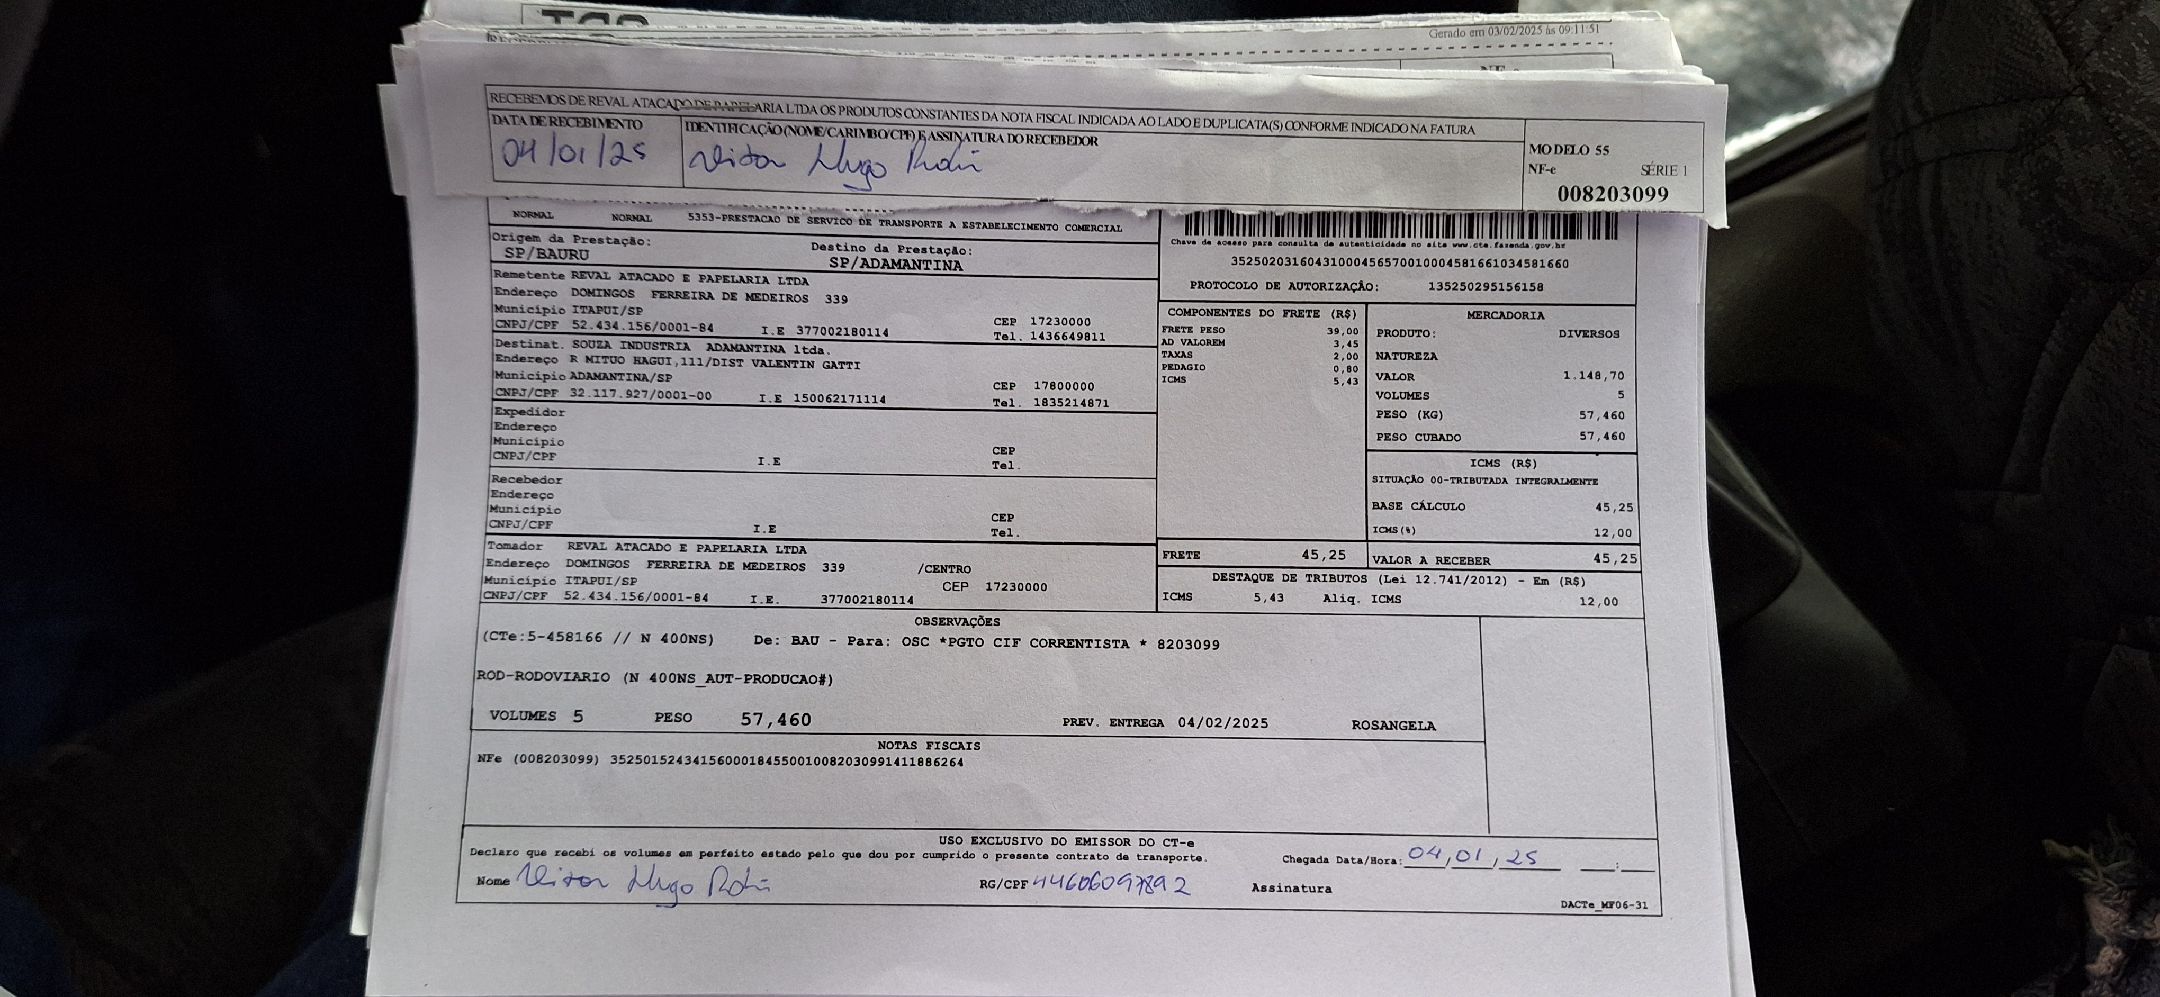 Gerado em 03/02/2025 às 09:11:51
RECEBEMOS DE REVAL ATACADO DE PAPELARIA LTDA OS PRODUTOS CONSTANTES DA NOTA FISCAL INDICADA AO LADO E DUPLICATA(S) CONFORME INDICADO NA FATURA
DATA DE RECEBIMENTO
IDENTIFICAÇÃO (NOME/CARIMBO/CPF) E ASSINATURA DO RECEBEDOR
04/01/25
Vitor Hugo
MODELO 55
NF-e SÉRIE 1
008203099
NORMAL NORMAL 5353-PRESTACAO DE SERVICO DE TRANSPORTE A ESTABELECIMENTO COMERCIAL
Origem da Prestação: Destino da Prestação:
SP/BAURU SP/ADAMANTINA
Chave de acesso para consulta de autenticidade no site www.cte.fazenda.gov.br
35250203160431000456570010004581661034581660
PROTOCOLO DE AUTORIZAÇÃO: 135250295156158
Remetente REVAL ATACADO E PAPELARIA LTDA
Endereço DOMINGOS FERREIRA DE MEDEIROS 339
Município ITAPUI/SP CEP 17230000
CNPJ/CPF 52.434.156/0001-84 I.E 377002180114 Tel. 1436649811
Destinat. SOUZA INDUSTRIA ADAMANTINA ltda.
Endereço R MITUO HAGUI,111/DIST VALENTIN GATTI
Município ADAMANTINA/SP CEP 17800000
CNPJ/CPF 32.117.927/0001-00 I.E 150062171114 Tel. 1835214871
Expedidor
Endereço
Município CEP
CNPJ/CPF I.E Tel.
Recebedor
Endereço
Município CEP
CNPJ/CPF I.E Tel.
Tomador REVAL ATACADO E PAPELARIA LTDA
Endereço DOMINGOS FERREIRA DE MEDEIROS 339 /CENTRO
Município ITAPUI/SP CEP 17230000
CNPJ/CPF 52.434.156/0001-84 I.E. 377002180114
COMPONENTES DO FRETE (R$)
FRETE PESO 39,00
AD VALOREM 3,45
TAXAS 2,00
PEDAGIO 0,80
ICMS 5,43
MERCADORIA
PRODUTO: DIVERSOS
NATUREZA
VALOR 1.148,70
VOLUMES 5
PESO (KG) 57,460
PESO CUBADO 57,460
ICMS (R$)
SITUAÇÃO 00-TRIBUTADA INTEGRALMENTE
BASE CÁLCULO 45,25
ICMS(%) 12,00
FRETE 45,25 VALOR A RECEBER 45,25
DESTAQUE DE TRIBUTOS (Lei 12.741/2012) - Em (R$)
ICMS 5,43 Aliq. ICMS 12,00
OBSERVAÇÕES
(CTe:5-458166 // N 400NS) De: BAU - Para: OSC *PGTO CIF CORRENTISTA * 8203099
ROD-RODOVIARIO (N 400NS_AUT-PRODUCAO#)
VOLUMES 5 PESO 57,460 PREV. ENTREGA 04/02/2025 ROSANGELA
NOTAS FISCAIS
NFe (008203099) 35250152434156000184550010082030991411886264
USO EXCLUSIVO DO EMISSOR DO CT-e
Declaro que recebi os volumes em perfeito estado pelo que dou por cumprido o presente contrato de transporte. Chegada Data/Hora: 04,01,25 :
Nome Vitor Hugo RG/CPF 44606097892 Assinatura
DACTe_MF06-31